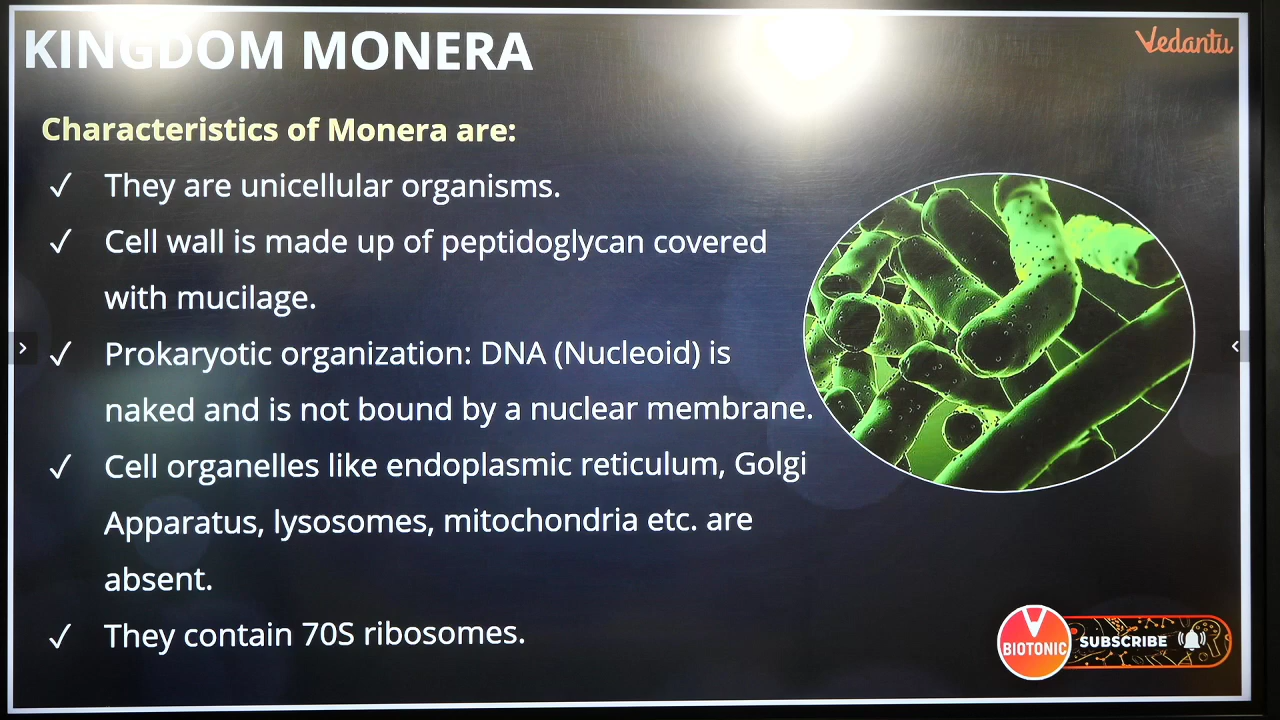 KINGDOM MONERA
Vedantu
Characteristics of Monera are:
✓ They are unicellular organisms.
✓ Cell wall is made up of peptidoglycan covered
with mucilage.
✓ Prokaryotic organization: DNA (Nucleoid) is
naked and is not bound by a nuclear membrane.
✓ Cell organelles like endoplasmic reticulum, Golgi
Apparatus, lysosomes, mitochondria etc. are
absent.
✓ They contain 70S ribosomes.
BIOTONIC SUBSCRIBE